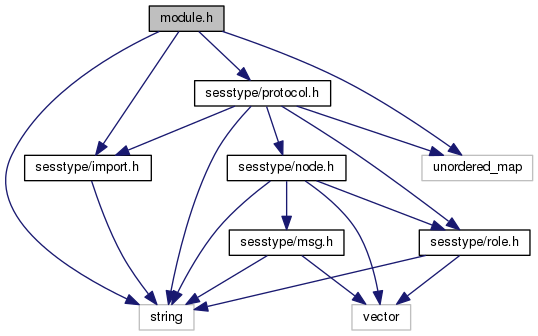 module.h
sesstype/protocol.h
sesstype/import.h
sesstype/node.h
unordered_map
sesstype/msg.h
sesstype/role.h
string
vector